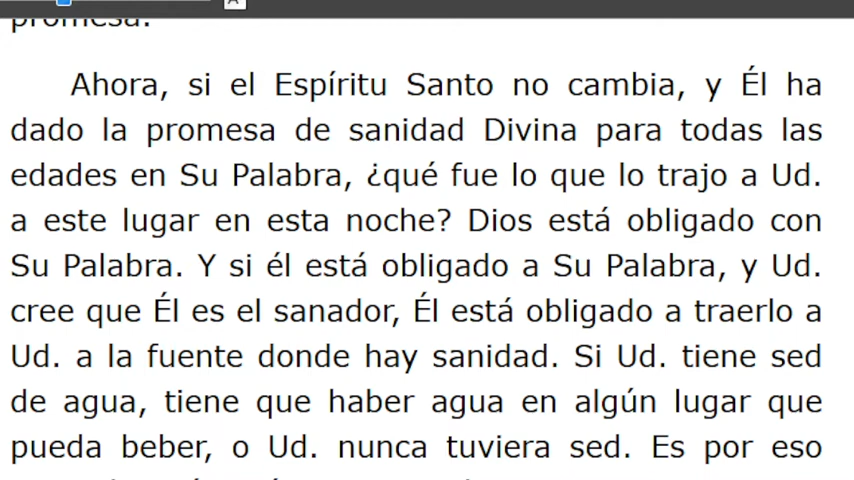 promesa.
Ahora, si el Espíritu Santo no cambia, y Él ha
dado la promesa de sanidad Divina para todas las
edades en Su Palabra, ¿qué fue lo que lo trajo a Ud.
a este lugar en esta noche? Dios está obligado con
Su Palabra. Y si él está obligado a Su Palabra, y Ud.
cree que Él es el sanador, Él está obligado a traerlo a
Ud. a la fuente donde hay sanidad. Si Ud. tiene sed
de agua, tiene que haber agua en algún lugar que
pueda beber, o Ud. nunca tuviera sed. Es por eso